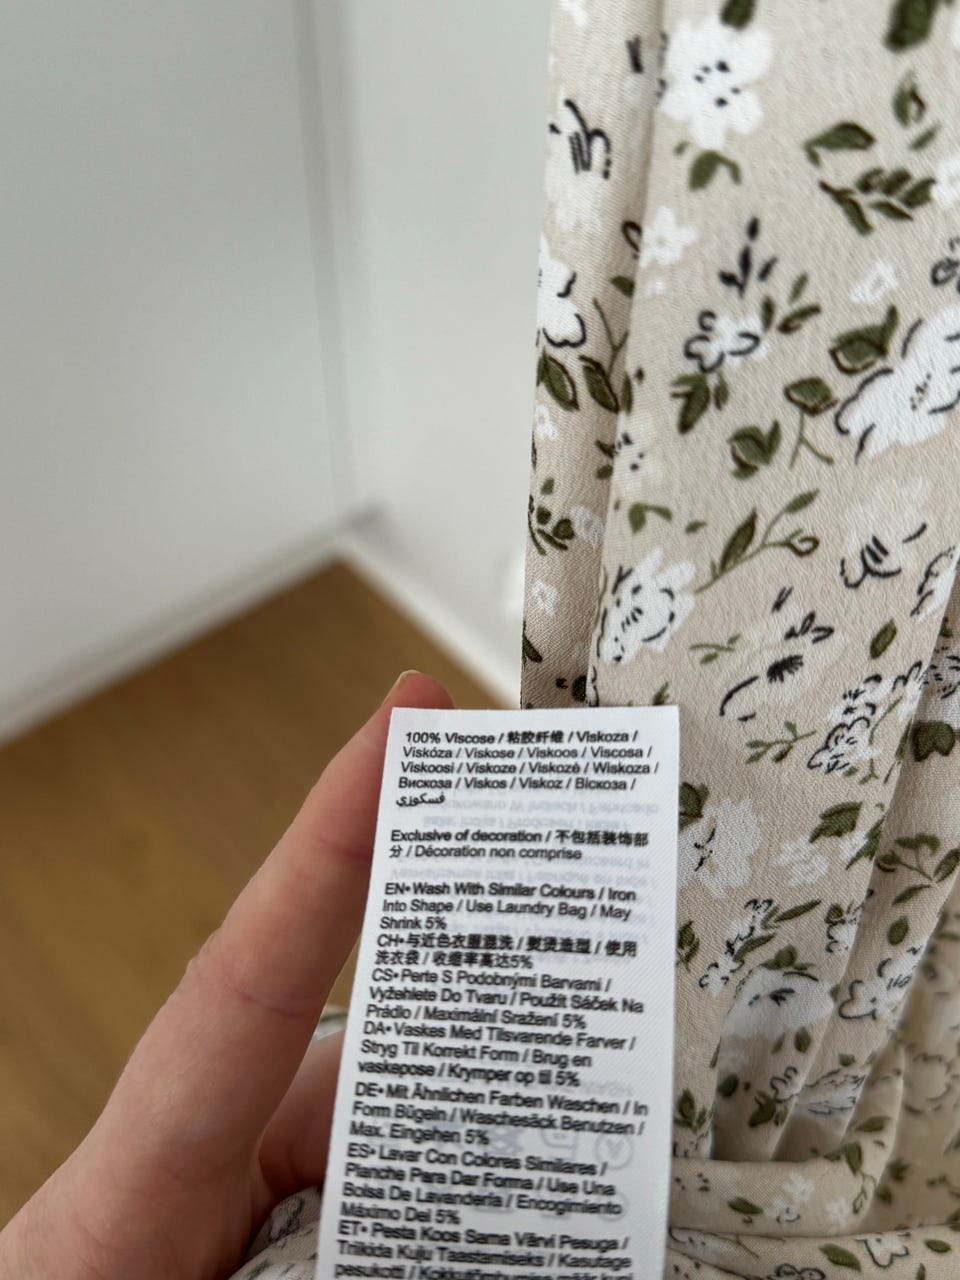 100% Viscose / 粘胶纤维 / Viskoza /
Viskóza / Viskose / Viskoos / Viscosa /
Viskoosi / Viskoze / Viskozė / Wiskoza /
Вискоза / Viskos / Viskoz / Віскоза /
فسكوزي
Exclusive of decoration / 不包括装饰部
分 / Décoration non comprise
EN• Wash With Similar Colours / Iron
Into Shape / Use Laundry Bag / May
Shrink 5%
CH• 与近色衣服混洗 / 熨烫造型 / 使用
洗衣袋 / 收缩率高达5%
CS• Perte S Podobnými Barvami /
Vyžehlete Do Tvaru / Použít Sáček Na
Prádlo / Maximální Sražení 5%
DA• Vaskes Med Tilsvarende Farver /
Stryg Til Korrekt Form / Brug en
vaskepose / Krymper op til 5%
DE• Mit Ähnlichen Farben Waschen / In
Form Bügeln / Waschesäck Benutzen /
Max. Eingehen 5%
ES• Lavar Con Colores Similares /
Planche Para Dar Forma / Use Una
Bolsa De Lavandería / Encogimiento
Máximo Del 5%
ET• Pesta Koos Sama Värvi Pesuga /
Triikida Kuju Taastamiseks / Kasutage
pesukotti /